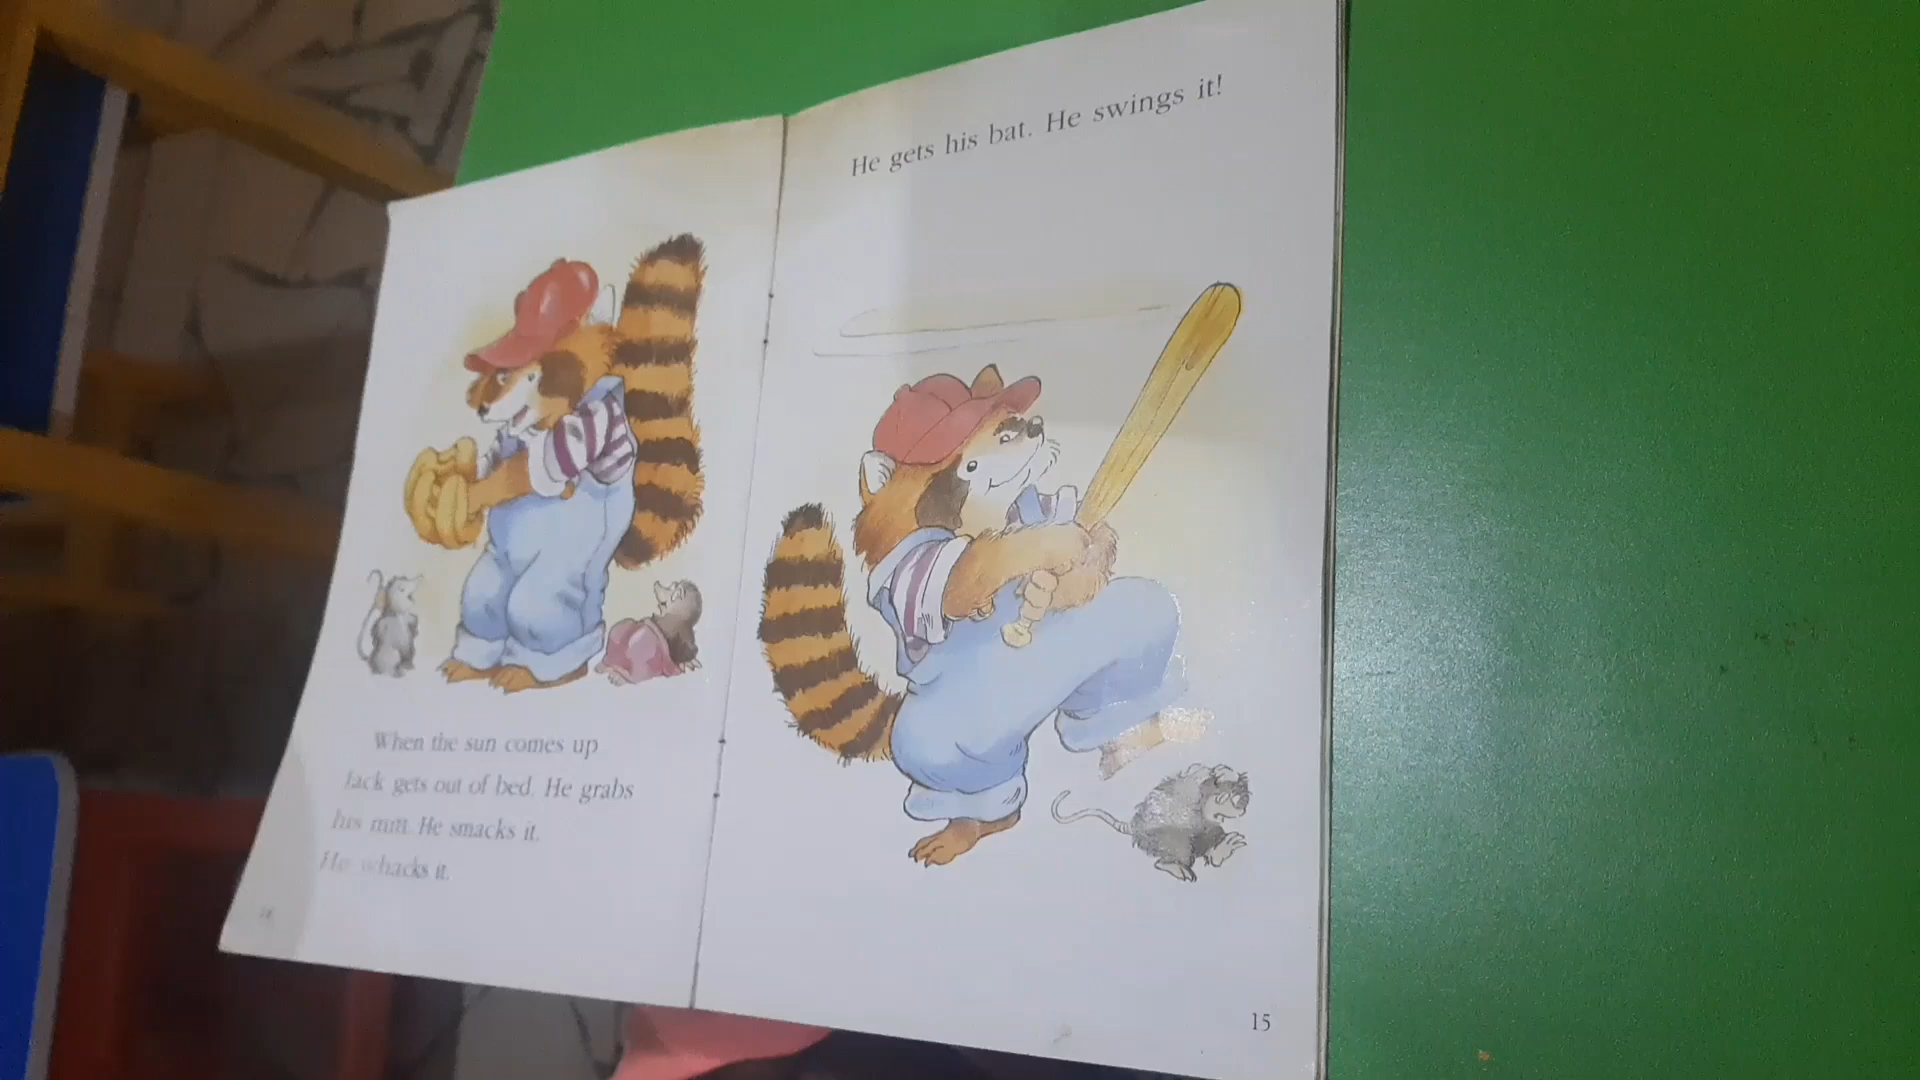 When the sun comes up
Jack gets out of bed. He grabs
his mitt. He smacks it.
He whacks it.
14
He gets his bat. He swings it!
15